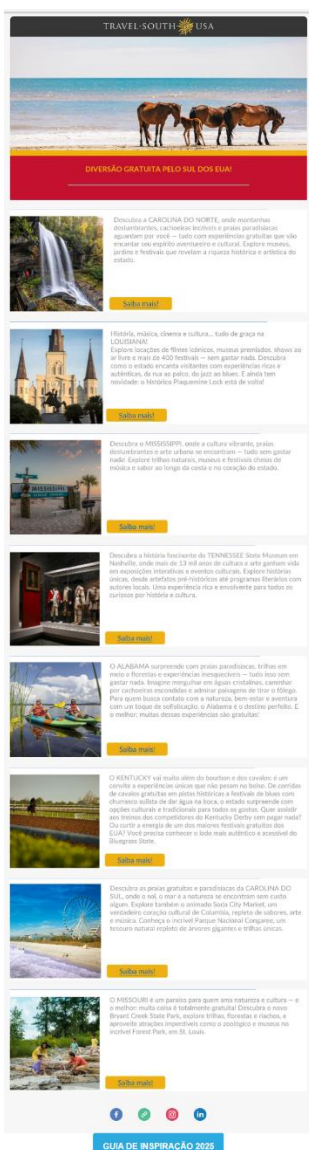 TRAVEL SOUTH USA
DIVERSÃO GRATUITA PELO SUL DOS EUA!
Descubra a CAROLINA DO NORTE, onde montanhas
deslumbrantes, cachoeiras incríveis e praias paradisíacas
aguardam por você — tudo com experiências gratuitas que vão
encantar seu espírito aventureiro e cultural. Explore museus,
jardins e festivais que revelam a riqueza histórica e artística do
estado.
Saiba mais!
História, música, cinema e cultura... tudo de graça na
LOUISIANA!
Explore locações de filmes icônicos, museus premiados, shows ao
ar livre e mais de 400 festivais — sem gastar nada. Descubra
como o estado encanta visitantes com experiências ricas e
autênticas, da rua ao palco, do jazz ao blues. E ainda tem
novidade: o histórico Plaquemine Lock está de volta!
Saiba mais!
Descubra o MISSISSIPPI, onde a cultura vibrante, praias
deslumbrantes e arte urbana se encontram — tudo sem gastar
nada! Explore trilhas naturais, museus e festivais cheios de
música e sabor ao longo da costa e no coração do estado.
MISSISSIPPI
Saiba mais!
Descubra a história fascinante do TENNESSEE State Museum em
Nashville, onde mais de 13 mil anos de cultura e arte ganham vida
em exposições interativas e eventos culturais. Explore histórias
únicas, desde artefatos pré-históricos até programas literários com
autores locais. Uma experiência rica e envolvente para todos os
curiosos por história e cultura.
Saiba mais!
O ALABAMA surpreende com praias paradisíacas, trilhas em
meio a florestas e experiências inesquecíveis — tudo isso sem
gastar nada. Imagine mergulhar em águas cristalinas, caminhar
por cachoeiras escondidas e admirar paisagens de tirar o fôlego.
Para quem busca contato com a natureza, bem-estar e aventura
com um toque de sofisticação, o Alabama é o destino perfeito. E
o melhor: muitas dessas experiências são gratuitas!
Saiba mais!
O KENTUCKY vai muito além do bourbon e dos cavalos: é um
convite a experiências únicas que não pesam no bolso. De corridas
de cavalos gratuitas em pistas históricas a festivais de blues com
churrasco sulista de dar água na boca, o estado surpreende com
opções culturais e tradicionais para todos os gostos. Quer assistir
aos treinos dos competidores do Kentucky Derby sem pagar nada?
Ou curtir a energia de um dos maiores festivais gratuitos dos
EUA? Você precisa conhecer o lado mais autêntico e acessível do
Bluegrass State.
Saiba mais!
Descubra as praias gratuitas e paradisíacas da CAROLINA DO
SUL, onde o sol, o mar e a natureza se encontram sem custo
algum. Explore também o animado Soda City Market, um
verdadeiro coração cultural de Columbia, repleto de sabores, arte
e música. Conheça o incrível Parque Nacional Congaree, um
tesouro natural repleto de árvores gigantes e trilhas únicas.
Saiba mais!
O MISSOURI é um paraíso para quem ama natureza e cultura — e
o melhor: muita coisa é totalmente gratuita! Descubra o novo
Bryant Creek State Park, explore trilhas, florestas e riachos, e
aproveite atrações imperdíveis como o zoológico e museus no
incrível Forest Park, em St. Louis.
Saiba mais!
GUIA DE INSPIRAÇÃO 2025